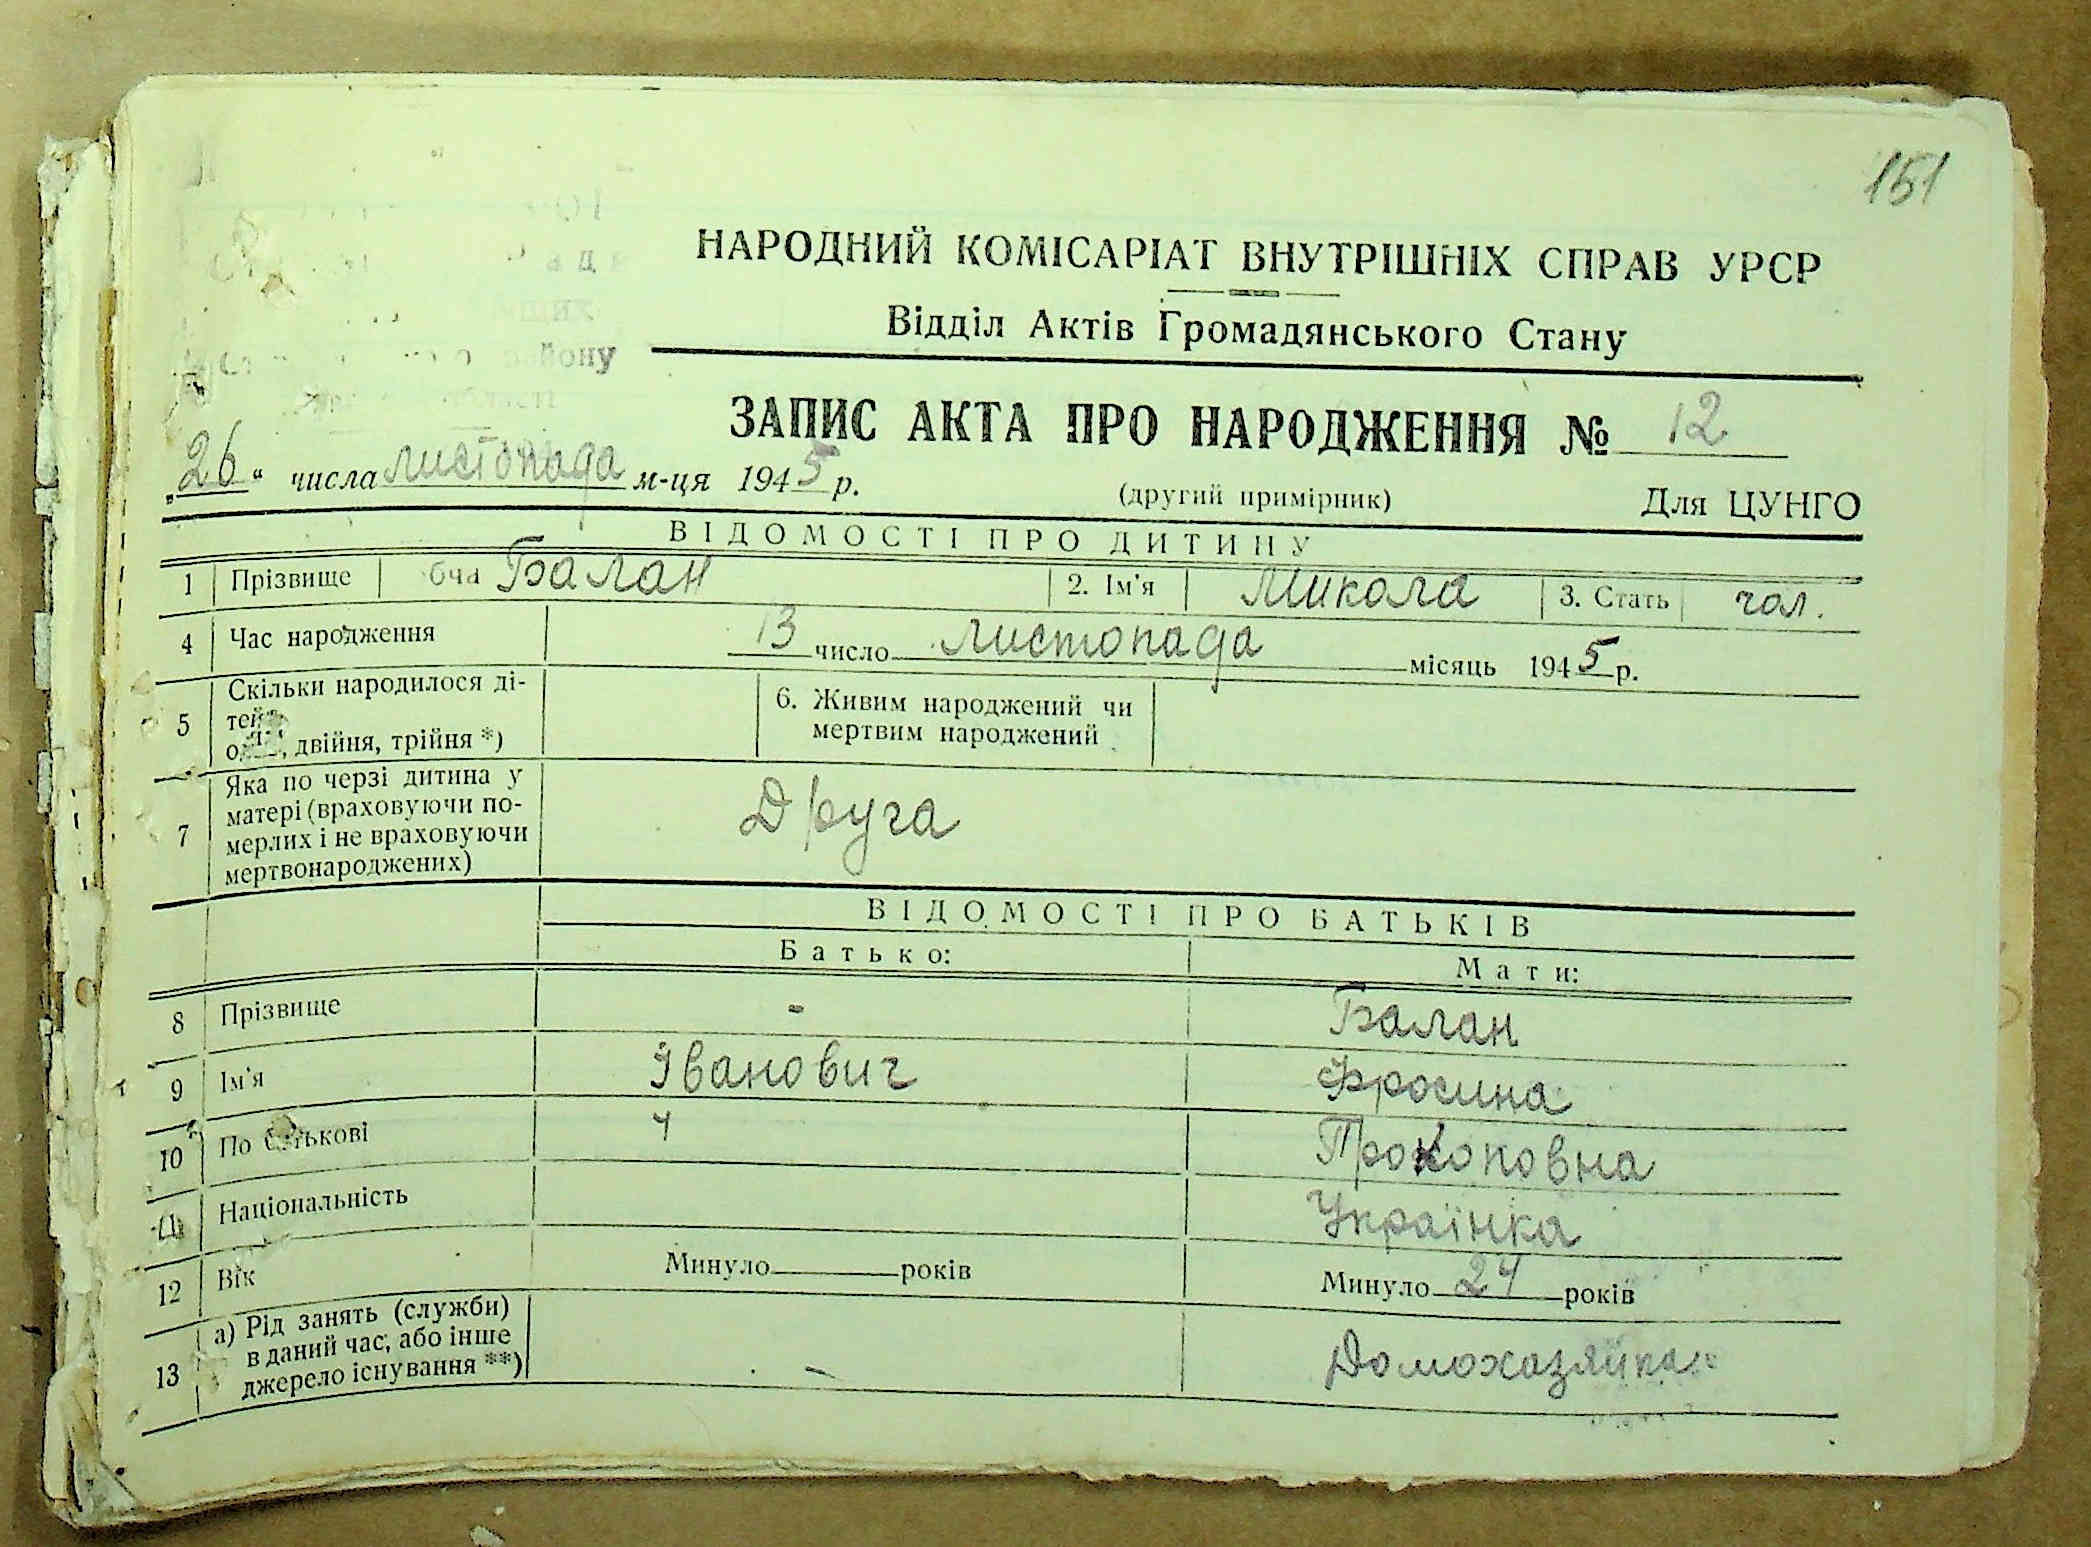 151
району
НАРОДНИЙ КОМІСАРІАТ ВНУТРІШНІХ СПРАВ УРСР
Відділ Актів Громадянського Стану
ЗАПИС АКТА ПРО НАРОДЖЕННЯ № 12
„26“ числа листопада м-ця 1945 р.
(другий примірник) Для ЦУНГО
ВІДОМОСТІ ПРО ДИТИНУ
1 Прізвище Балан 2. Ім'я Микола 3. Стать чол.
4 Час народження 13 число листопада місяць 1945 р.
5 Скільки народилося ді-
тей:
двійня, трійня *)
6. Живим народжений чи
мертвим народжений
7 Яка по черзі дитина у
матері (враховуючи по-
мерлих і не враховуючи
мертвонароджених)
Друга
ВІДОМОСТІ ПРО БАТЬКІВ
Батько: Мати:
8 Прізвище - Балан
9 Ім'я Іванович Фросина
10 По батькові Прокоповна
11 Національність Українка
12 Вік Минуло років Минуло 24 років
13 а) Рід занять (служби)
в даний час, або інше
джерело існування **)
- Домохазяйка